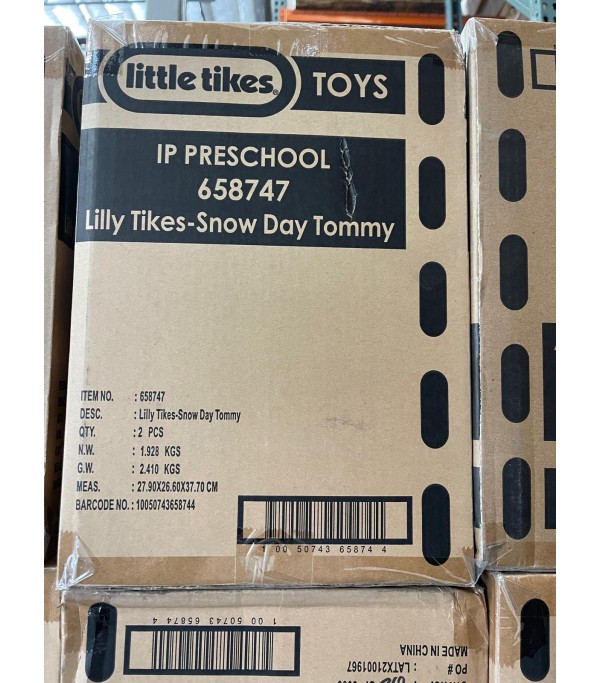 little tikes® TOYS
IP PRESCHOOL
658747
Lilly Tikes-Snow Day Tommy
ITEM NO. : 658747
DESC. : Lilly Tikes-Snow Day Tommy
QTY. : 2 PCS
N.W. : 1.928 KGS
G.W. : 2.410 KGS
MEAS. : 27.90X26.60X37.70 CM
BARCODE NO. : 10050743658744
1 00 50743 65874 4
1 00 50743 65874 4
MADE IN CHINA
PO # : LATX21001967